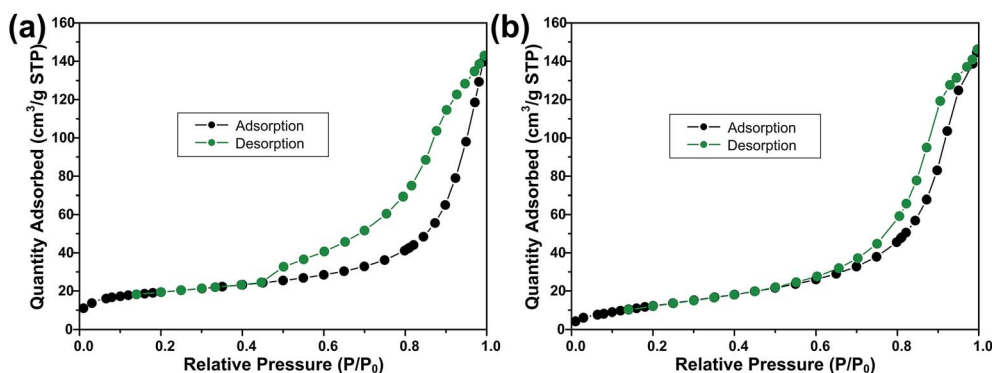 (a)
160
140
120
100
80
60
40
20
0
Quantity Adsorbed (cm³/g STP)
Adsorption
Desorption
0.0 0.2 0.4 0.6 0.8 1.0
Relative Pressure (P/P₀)
(b)
160
140
120
100
80
60
40
20
0
Quantity Adsorbed (cm³/g STP)
Adsorption
Desorption
0.0 0.2 0.4 0.6 0.8 1.0
Relative Pressure (P/P₀)